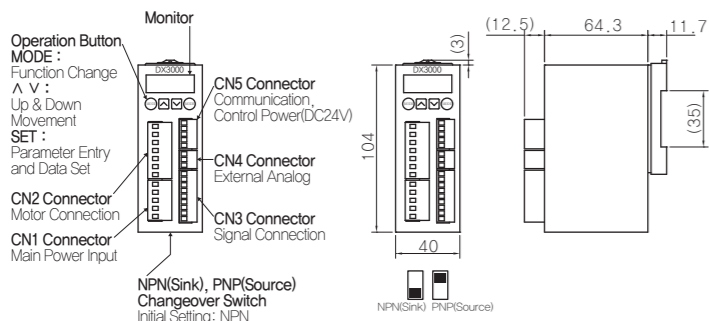 Monitor
Operation Button
MODE :
Function Change
∧ ∨ :
Up & Down
Movement
SET :
Parameter Entry
and Data Set
CN2 Connector
Motor Connection
CN1 Connector
Main Power Input
DX3000
CN5 Connector
Communication,
Control Power(DC24V)
CN4 Connector
External Analog
CN3 Connector
Signal Connection
NPN(Sink), PNP(Source)
Changeover Switch
Initial Setting: NPN
(3)
DX3000
104
40
NPN(Sink) PNP(Source)
(12.5) 64.3 11.7
(35)